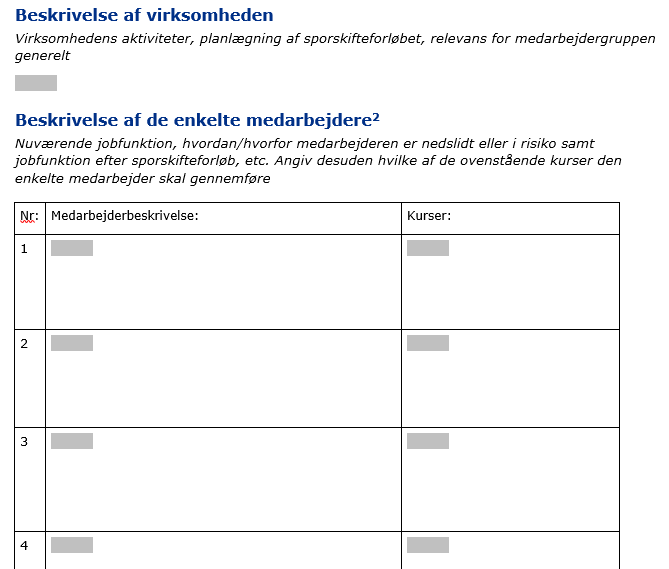 Beskrivelse af virksomheden
Virksomhedens aktiviteter, planlægning af sporskifteforløbet, relevans for medarbejdergruppen
generelt
Beskrivelse af de enkelte medarbejdere²
Nuværende jobfunktion, hvordan/hvorfor medarbejderen er nedslidt eller i risiko samt
jobfunktion efter sporskifteforløb, etc. Angiv desuden hvilke af de ovenstående kurser den
enkelte medarbejder skal gennemføre
Nr: Medarbejderbeskrivelse: Kurser:
1
2
3
4